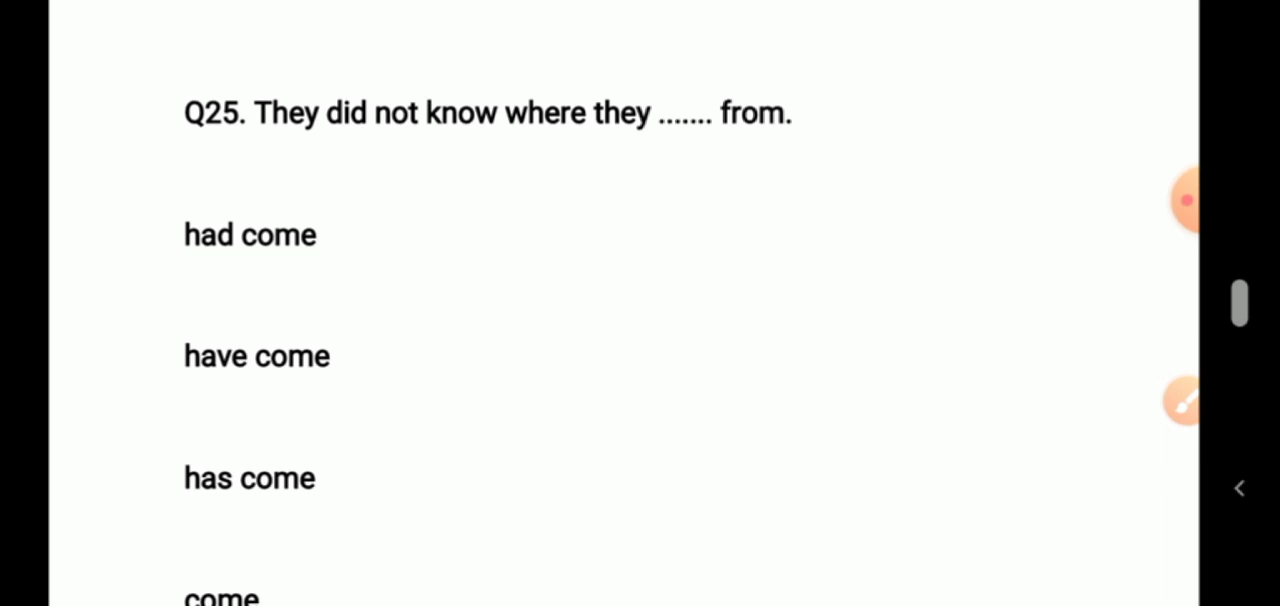 Q25. They did not know where they ....... from.
had come
have come
has come
come